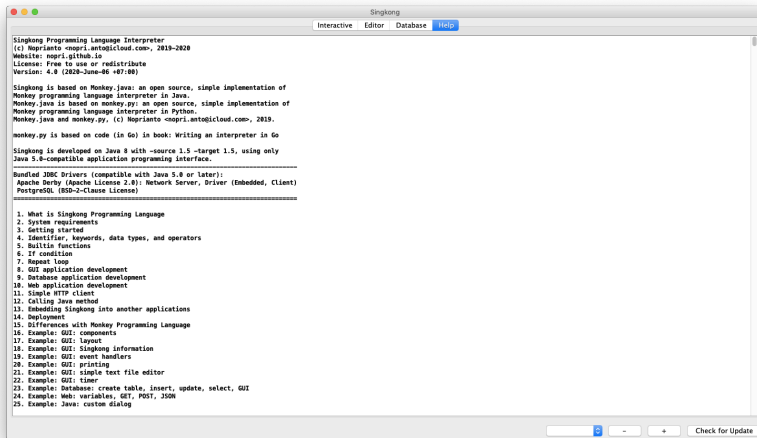 Singkong
Interactive Editor Database Help
Singkong Programming Language Interpreter
(c) Noprianto <nopri.anto@icloud.com>, 2019-2020
Website: nopri.github.io
License: Free to use or redistribute
Version: 4.0 (2020-June-06 +07:00)
Singkong is based on Monkey.java: an open source, simple implementation of
Monkey programming language interpreter in Java.
Monkey.java is based on monkey.py: an open source, simple implementation of
Monkey programming language interpreter in Python.
Monkey.java and monkey.py, (c) Noprianto <nopri.anto@icloud.com>, 2019.
monkey.py is based on code (in Go) in book: Writing an interpreter in Go
Singkong is developed on Java 8 with -source 1.5 -target 1.5, using only
Java 5.0-compatible application programming interface.
===========================================================================
Bundled JDBC Drivers (compatible with Java 5.0 or later):
Apache Derby (Apache License 2.0): Network Server, Driver (Embedded, Client)
PostgreSQL (BSD-2-Clause License)
===========================================================================
1. What is Singkong Programming Language
2. System requirements
3. Getting started
4. Identifier, keywords, data types, and operators
5. Builtin functions
6. If condition
7. Repeat loop
8. GUI application development
9. Database application development
10. Web application development
11. Simple HTTP client
12. Calling Java method
13. Embedding Singkong into another applications
14. Deployment
15. Differences with Monkey Programming Language
16. Example: GUI: components
17. Example: GUI: layout
18. Example: GUI: Singkong information
19. Example: GUI: event handlers
20. Example: GUI: printing
21. Example: GUI: simple text file editor
22. Example: GUI: timer
23. Example: Database: create table, insert, update, select, GUI
24. Example: Web: variables, GET, POST, JSON
25. Example: Java: custom dialog
- + Check for Update